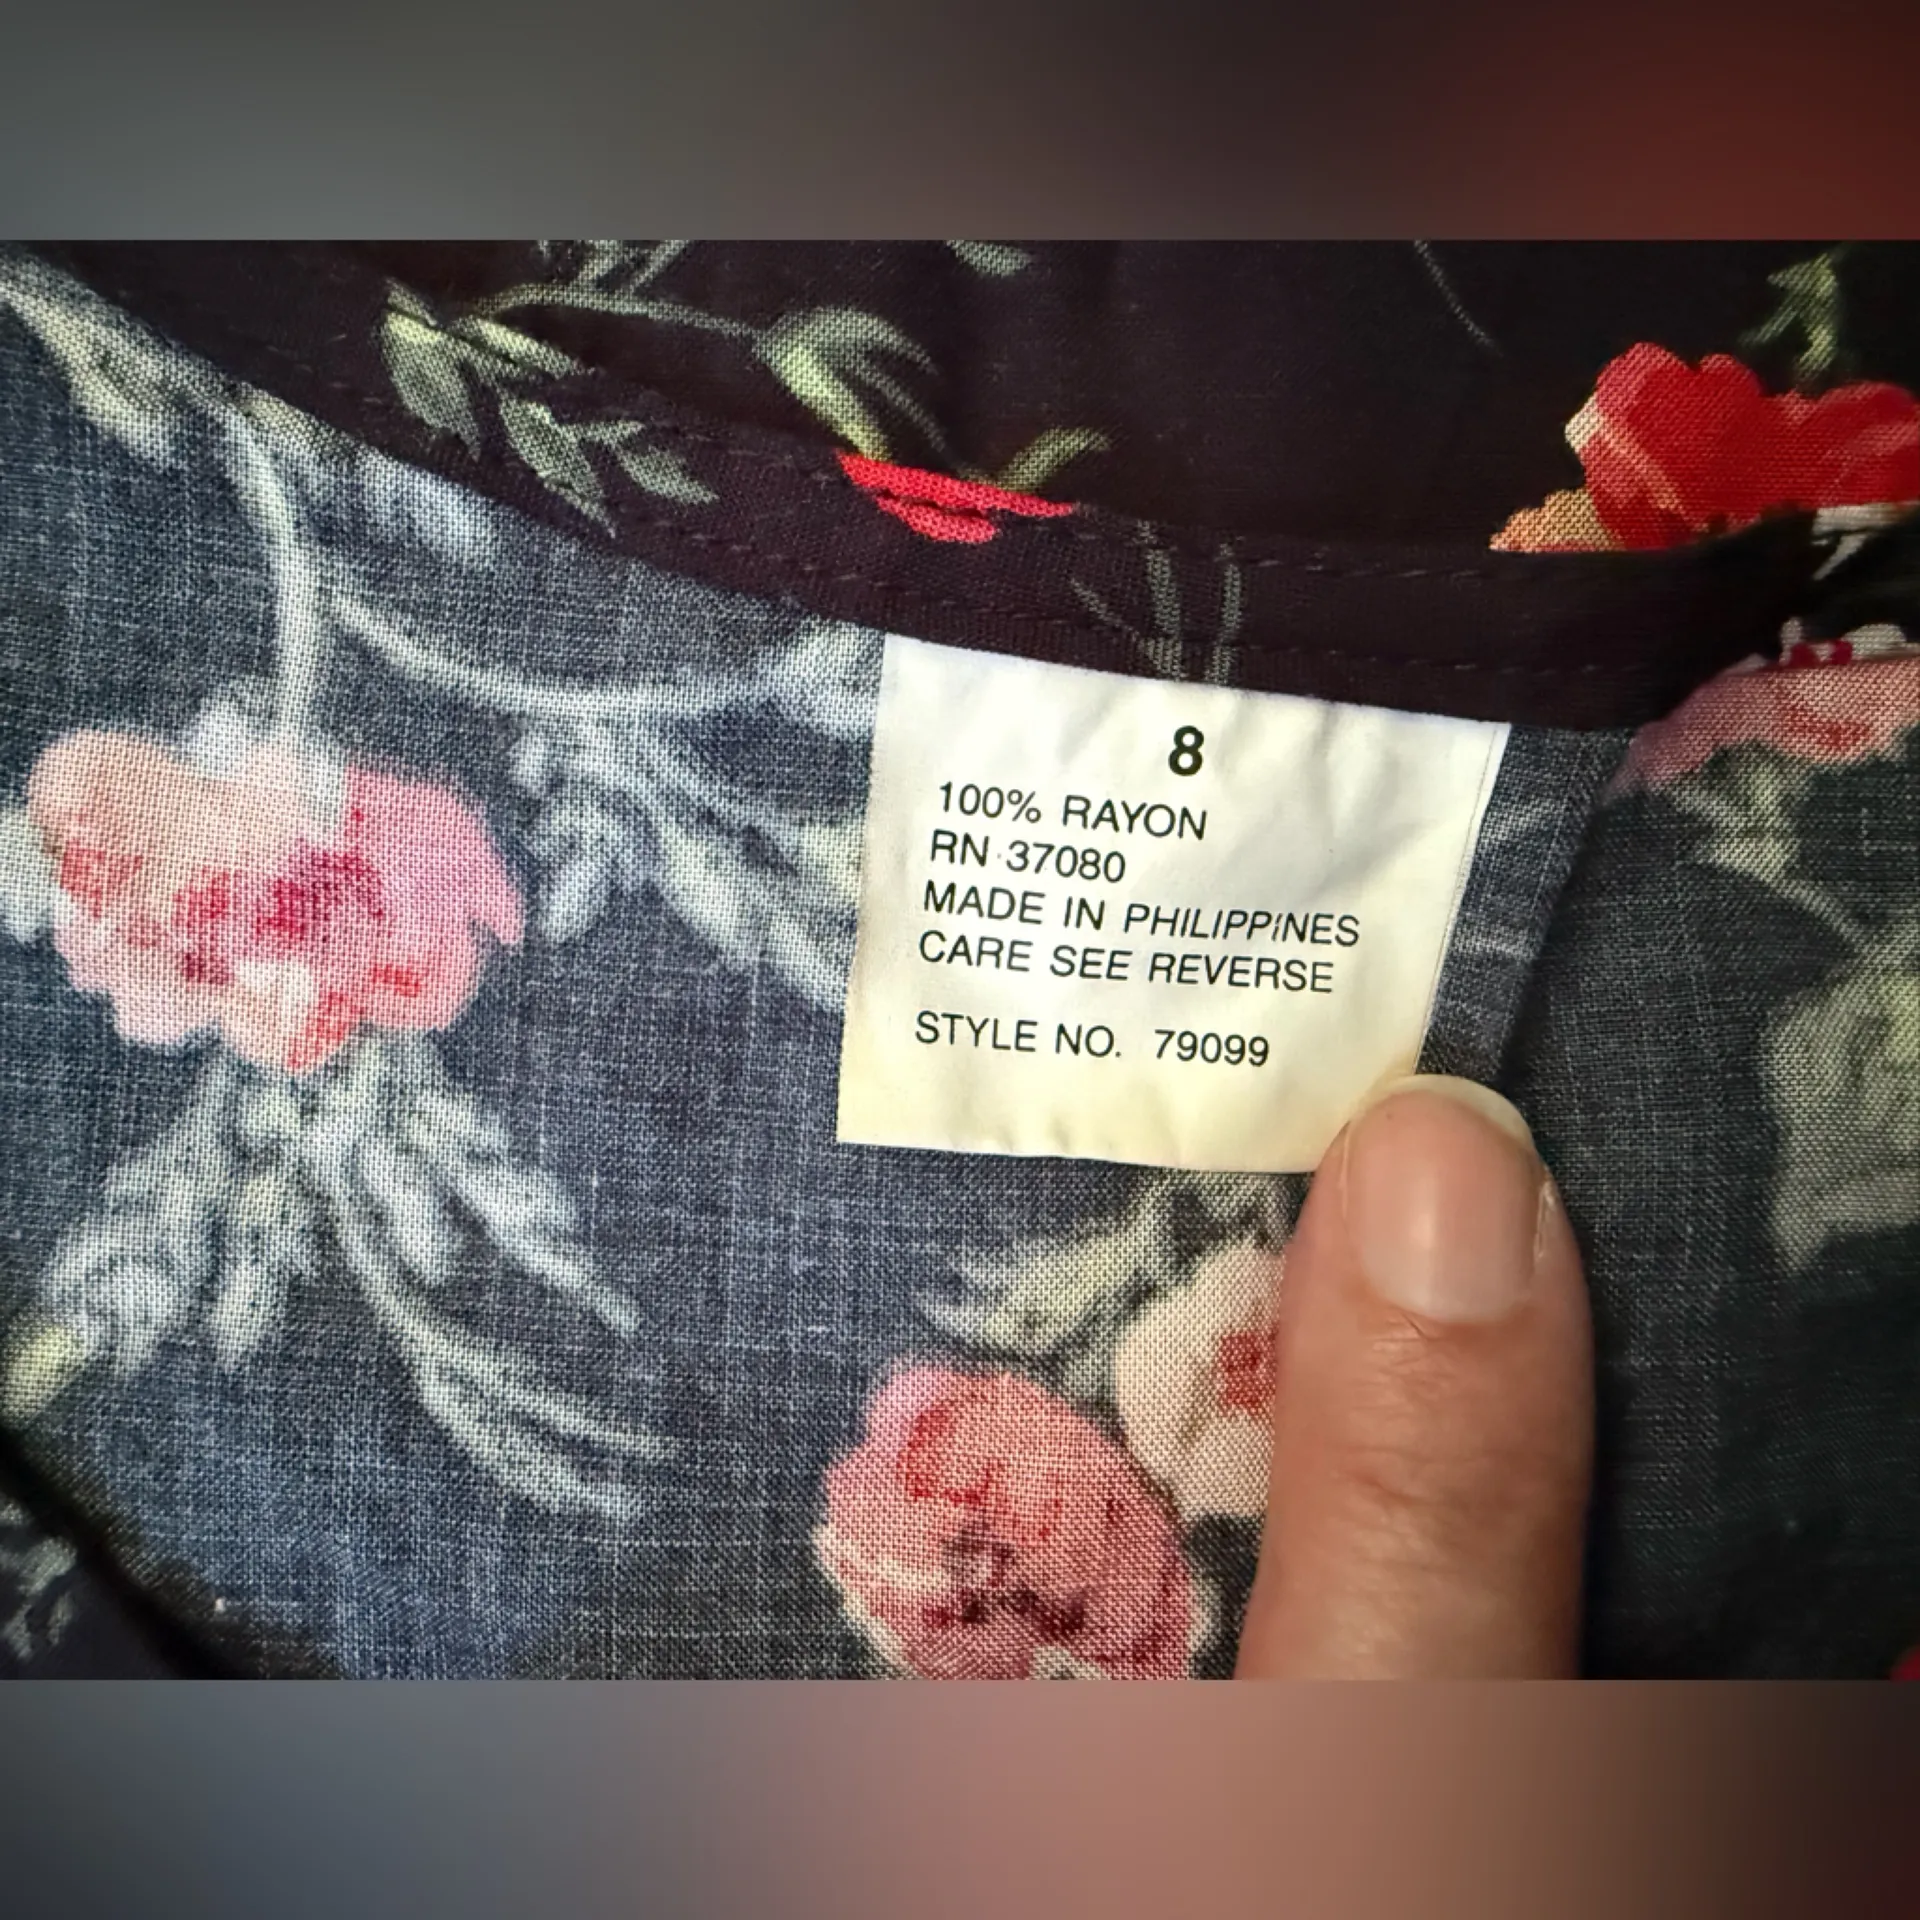 8
100% RAYON
RN 37080
MADE IN PHILIPPINES
CARE SEE REVERSE
STYLE NO. 79099